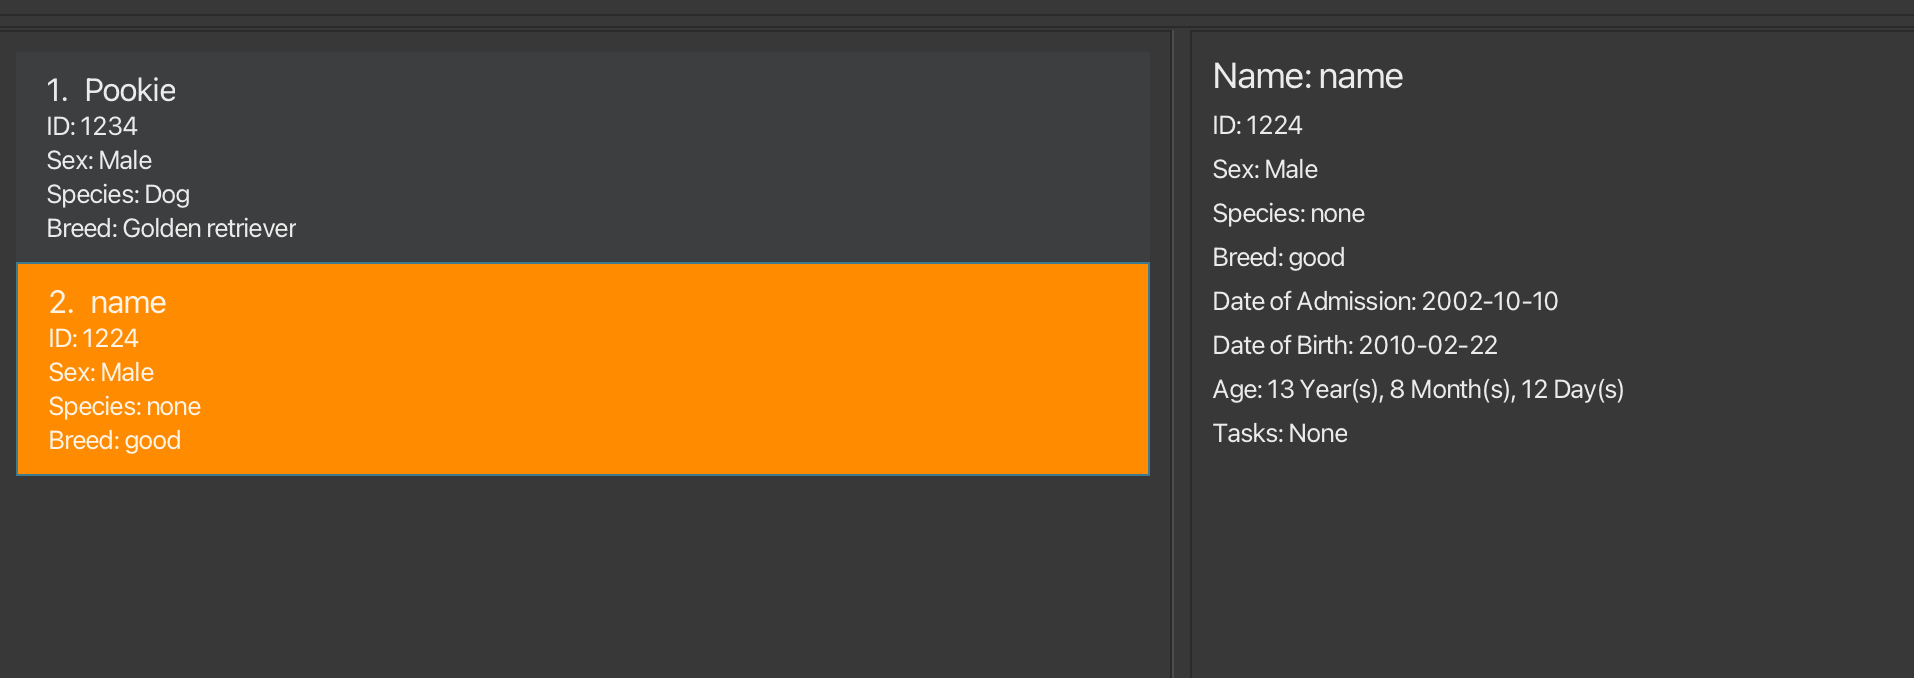 1. Pookie
ID: 1234
Sex: Male
Species: Dog
Breed: Golden retriever
2. name
ID: 1224
Sex: Male
Species: none
Breed: good
Name: name
ID: 1224
Sex: Male
Species: none
Breed: good
Date of Admission: 2002-10-10
Date of Birth: 2010-02-22
Age: 13 Year(s), 8 Month(s), 12 Day(s)
Tasks: None